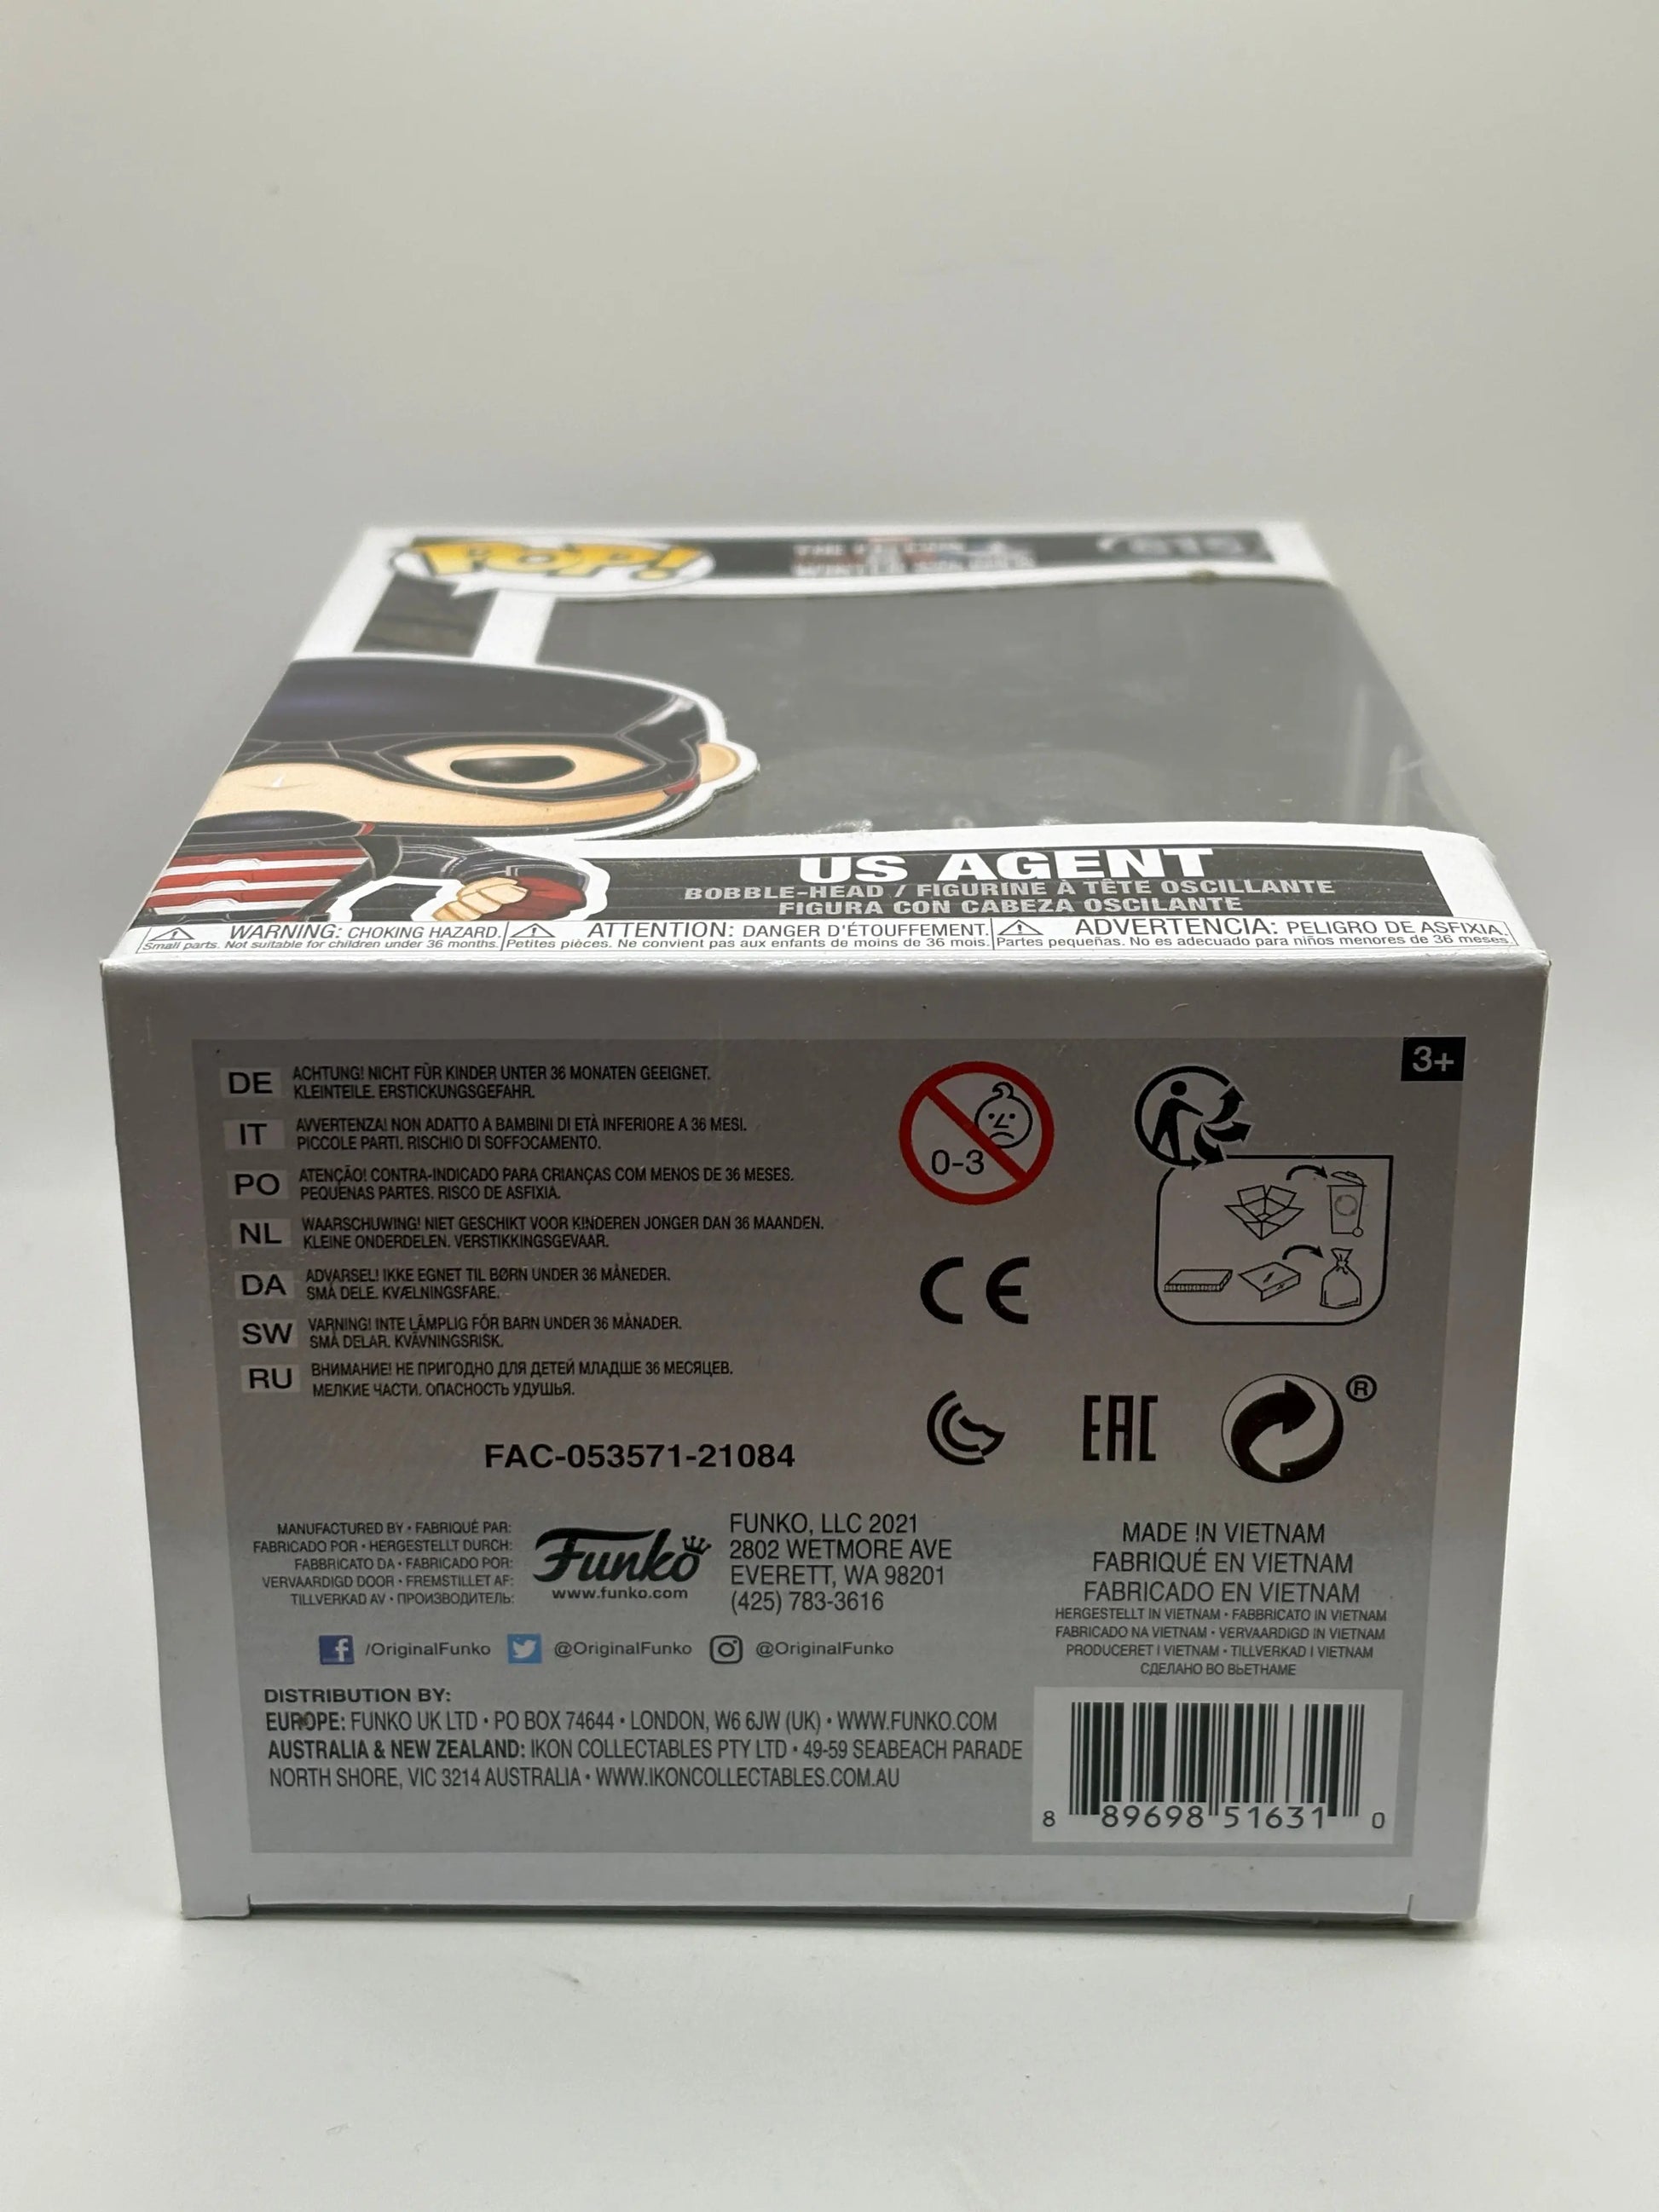 POP!
THE FALCON
WINTER SOLDIER
815
US AGENT
BOBBLE-HEAD / FIGURINE À TÊTE OSCILLANTE
FIGURA CON CABEZA OSCILANTE
WARNING: CHOKING HAZARD.
Small parts. Not suitable for children under 36 months.
ATTENTION: DANGER D'ÉTOUFFEMENT.
Petites pièces. Ne convient pas aux enfants de moins de 36 mois.
ADVERTENCIA: PELIGRO DE ASFIXIA.
Partes pequeñas. No es adecuado para niños menores de 36 meses.
3+
DE ACHTUNG! NICHT FÜR KINDER UNTER 36 MONATEN GEEIGNET.
KLEINTEILE. ERSTICKUNGSGEFAHR.
IT AVVERTENZA! NON ADATTO A BAMBINI DI ETÀ INFERIORE A 36 MESI.
PICCOLE PARTI. RISCHIO DI SOFFOCAMENTO.
PO ATENÇÃO! CONTRA-INDICADO PARA CRIANÇAS COM MENOS DE 36 MESES.
PEQUENAS PARTES. RISCO DE ASFIXIA.
NL WAARSCHUWING! NIET GESCHIKT VOOR KINDEREN JONGER DAN 36 MAANDEN.
KLEINE ONDERDELEN. VERSTIKKINGSGEVAAR.
DA ADVARSEL! IKKE EGNET TIL BØRN UNDER 36 MÅNEDER.
SMÅ DELE. KVÆLNINGSFARE.
SW VARNING! INTE LÄMPLIG FÖR BARN UNDER 36 MÅNADER.
SMÅ DELAR. KVÄVNINGSRISK.
RU ВНИМАНИЕ! НЕ ПРИГОДНО ДЛЯ ДЕТЕЙ МЛАДШЕ 36 МЕСЯЦЕВ.
МЕЛКИЕ ЧАСТИ. ОПАСНОСТЬ УДУШЬЯ.
0-3
CE
EAC
®
FAC-053571-21084
MANUFACTURED BY • FABRIQUÉ PAR:
FABRICADO POR • HERGESTELLT DURCH:
FABBRICATO DA • FABRICADO POR:
VERVAARDIGD DOOR • FREMSTILLET AF:
TILLVERKAD AV • ПРОИЗВОДИТЕЛЬ:
Funko
www.funko.com
FUNKO, LLC 2021
2802 WETMORE AVE
EVERETT, WA 98201
(425) 783-3616
MADE IN VIETNAM
FABRIQUÉ EN VIETNAM
FABRICADO EN VIETNAM
HERGESTELLT IN VIETNAM • FABBRICATO IN VIETNAM
FABRICADO NA VIETNAM • VERVAARDIGD IN VIETNAM
PRODUCERET I VIETNAM • TILLVERKAD I VIETNAM
СДЕЛАНО ВО ВЬЕТНАМЕ
/OriginalFunko @OriginalFunko @OriginalFunko
DISTRIBUTION BY:
EUROPE: FUNKO UK LTD • PO BOX 74644 • LONDON, W6 6JW (UK) • WWW.FUNKO.COM
AUSTRALIA & NEW ZEALAND: IKON COLLECTABLES PTY LTD • 49-59 SEABEACH PARADE
NORTH SHORE, VIC 3214 AUSTRALIA • WWW.IKONCOLLECTABLES.COM.AU
8 89698 51631 0